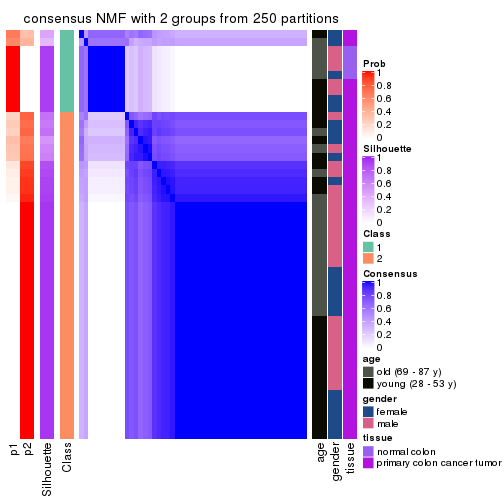 consensus NMF with 2 groups from 250 partitions
p1
p2
Silhouette
Class
age
gender
tissue
Prob
1
0.8
0.6
0.4
0.2
0
Silhouette
1
0.8
0.6
0.4
0.2
0
Class
1
2
Consensus
1
0.8
0.6
0.4
0.2
0
age
old (69 - 87 y)
young (28 - 53 y)
gender
female
male
tissue
normal colon
primary colon cancer tumor